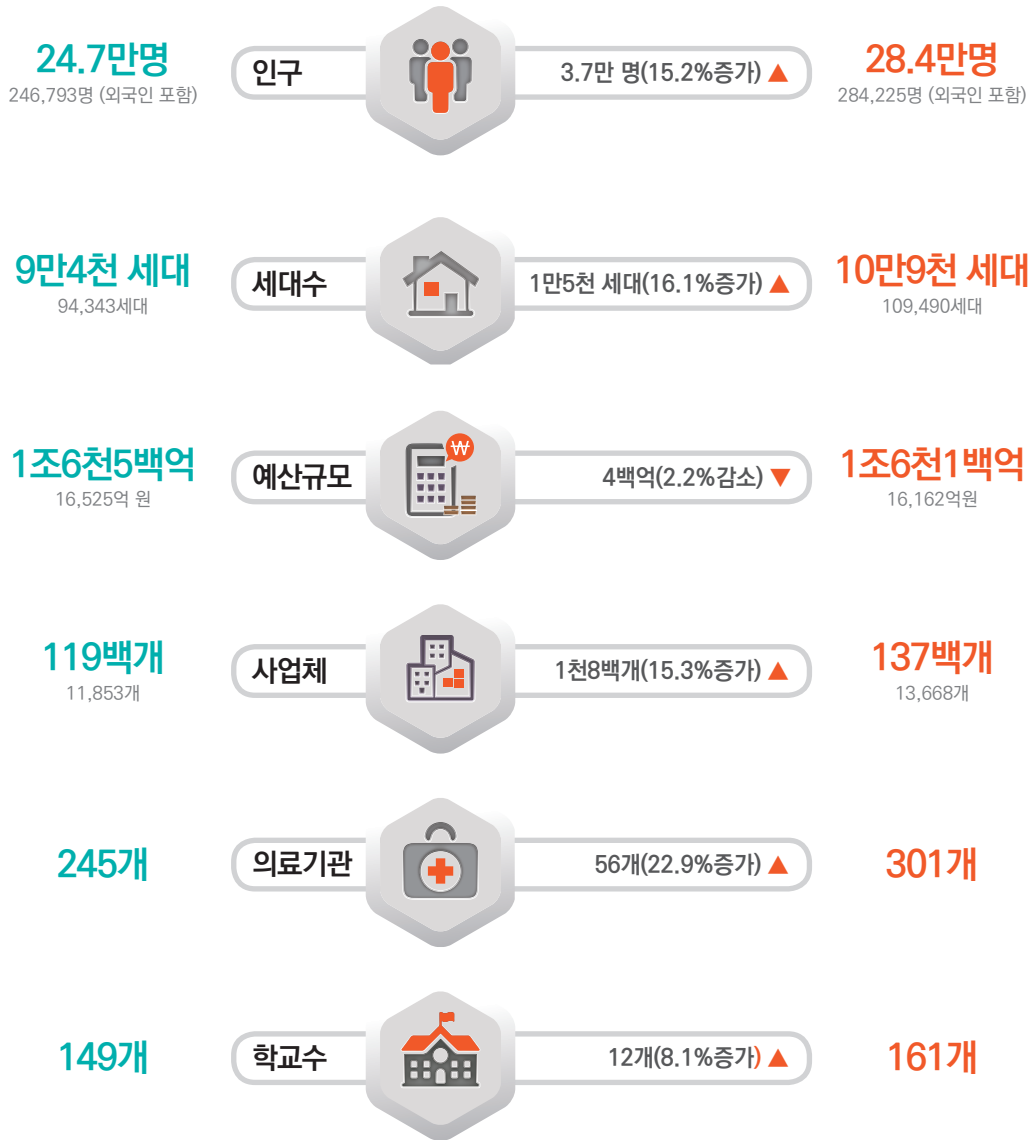 24.7만명
246,793명 (외국인 포함)
인구
3.7만 명(15.2%증가) ▲
28.4만명
284,225명 (외국인 포함)
9만4천 세대
94,343세대
세대수
1만5천 세대(16.1%증가) ▲
10만9천 세대
109,490세대
1조6천5백억
16,525억 원
예산규모
₩
4백억(2.2%감소) ▼
1조6천1백억
16,162억원
119백개
11,853개
사업체
1천8백개(15.3%증가) ▲
137백개
13,668개
245개
의료기관
56개(22.9%증가) ▲
301개
149개
학교수
12개(8.1%증가) ▲
161개